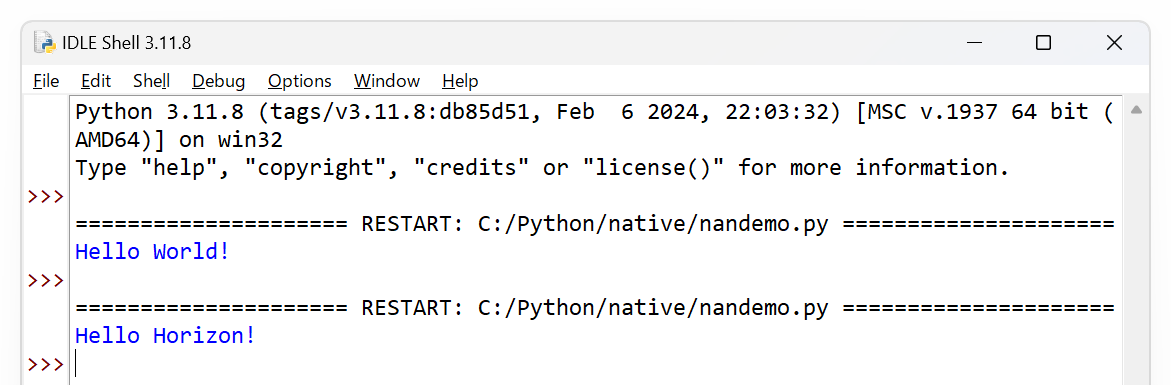 IDLE Shell 3.11.8
File Edit Shell Debug Options Window Help
Python 3.11.8 (tags/v3.11.8:db85d51, Feb  6 2024, 22:03:32) [MSC v.1937 64 bit (
AMD64)] on win32
Type "help", "copyright", "credits" or "license()" for more information.
>>>
===================== RESTART: C:/Python/native/nandemo.py =====================
Hello World!
>>>
===================== RESTART: C:/Python/native/nandemo.py =====================
Hello Horizon!
>>>